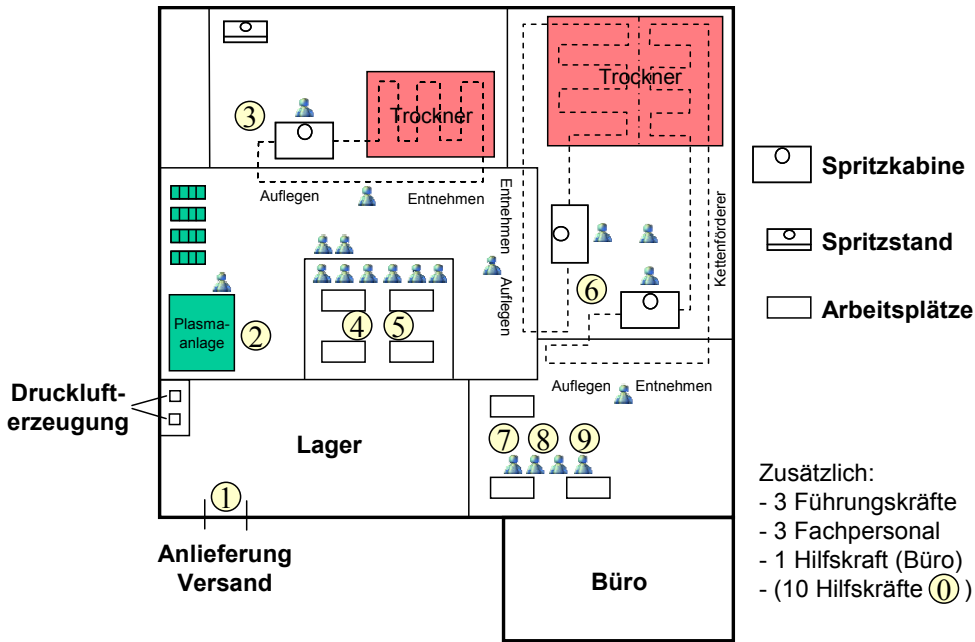 Trockner
Trockner
3
Auflegen
Entnehmen
Entnehmen
Auflegen
Kettenförderer
6
4
5
Plasma-
anlage
2
Auflegen
Entnehmen
Druckluft-
erzeugung
Lager
7
8
9
1
Anlieferung
Versand
Büro
Spritzkabine
Spritzstand
Arbeitsplätze
Zusätzlich:
- 3 Führungskräfte
- 3 Fachpersonal
- 1 Hilfskraft (Büro)
- (10 Hilfskräfte 0 )